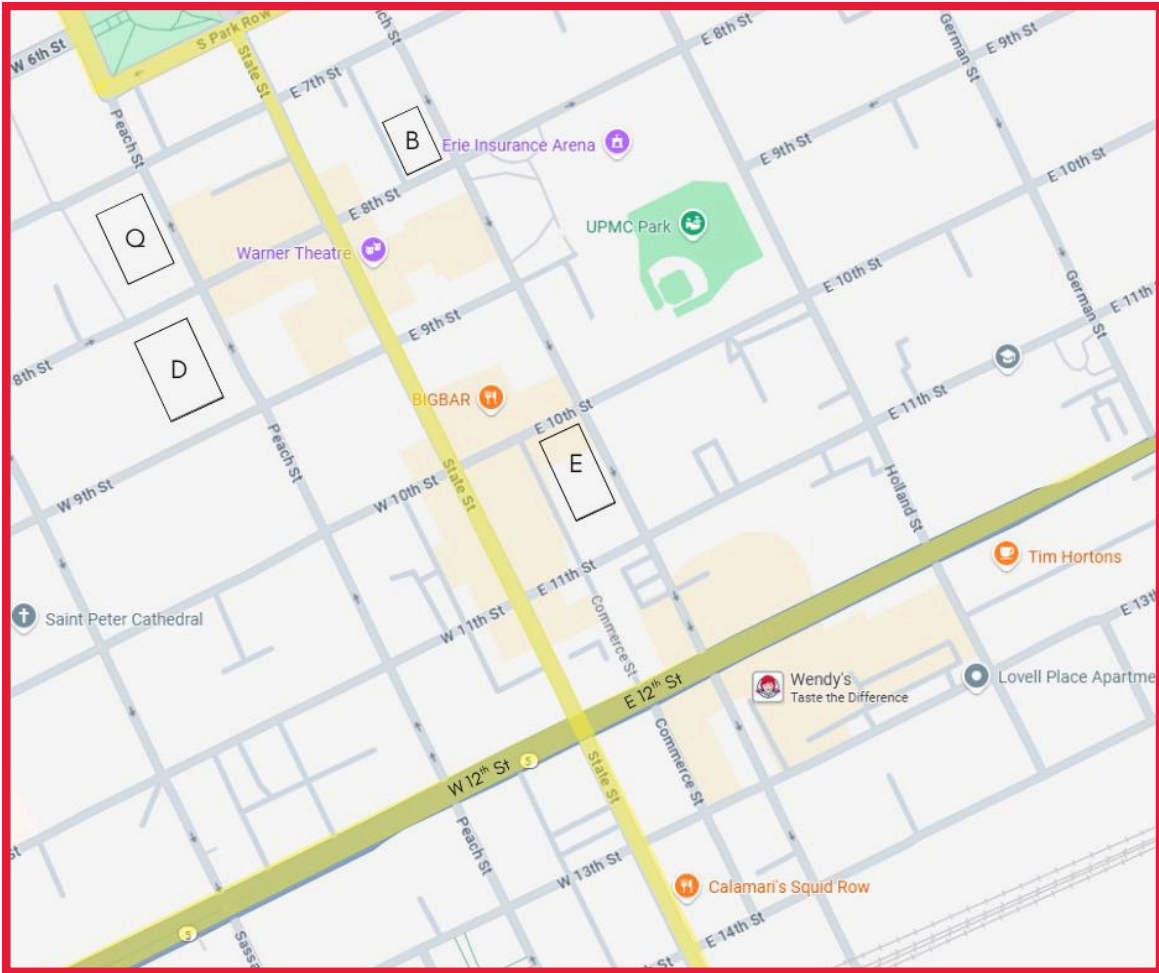 ch St
E 8th St
German St
E 9th St
W 6th St
S Park Row
State St
E 7th St
Peach St
B
Erie Insurance Arena
E 9th St
E 10th St
Q
E 8th St
UPMC Park
Warner Theatre
E 10th St
German St
E 11th
E 9th St
8th St
D
BIGBAR
E 11th St
E 10th St
Peach St
E
State St
W 9th St
W 10th St
Holland St
E 11th St
Tim Hortons
Saint Peter Cathedral
W 11th St
Commerce St
E 13th
E 12th St
Wendy's
Taste the Difference
Lovell Place Apartme
Commerce St
5
W 12th St
State St
Peach St
St
W 13th St
Calamari's Squid Row
5
Sassa
E 14th St
St